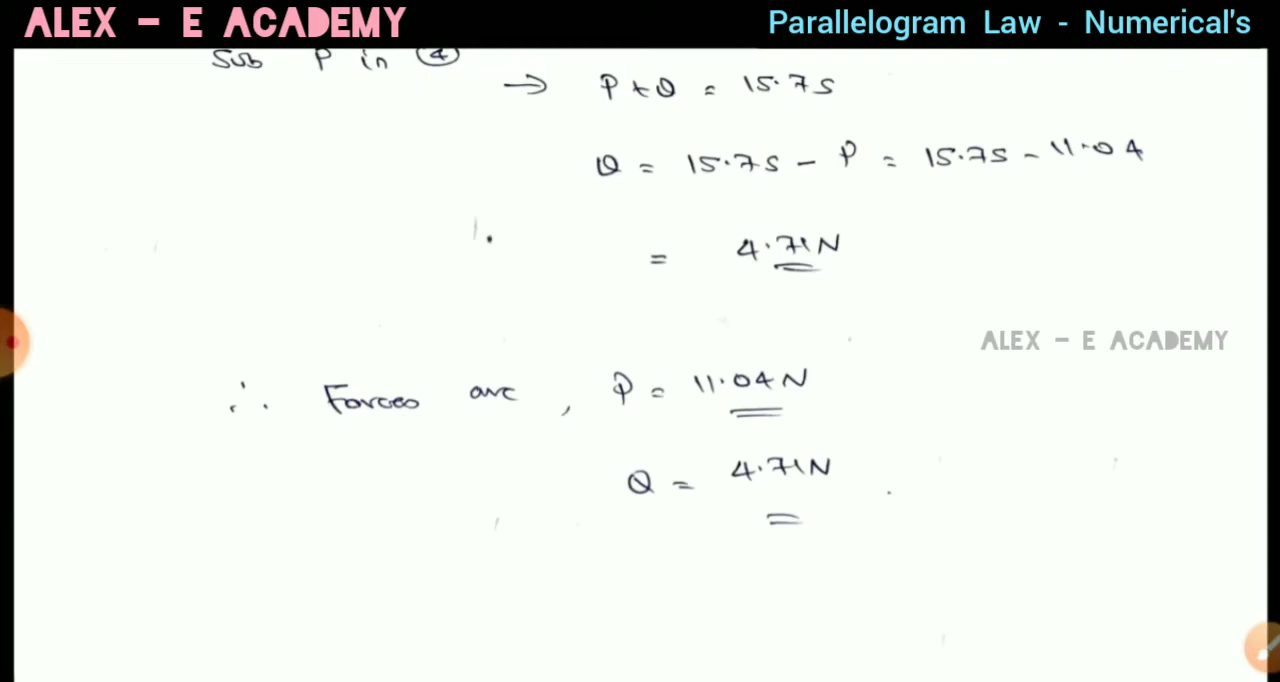 ALEX - E ACADEMY
Parallelogram Law - Numerical's
Sub P in ④
→ P + Q = 15.75
Q = 15.75 - P = 15.75 - 11.04
= 4.71N
ALEX - E ACADEMY
∴ Forces are, P = 11.04N
Q = 4.71N